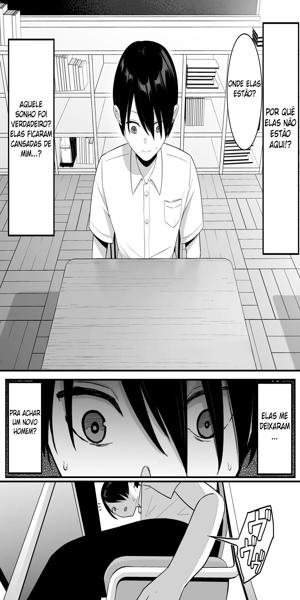 POR QUÊ
ELAS NÃO
ESTÃO
AQUI!?
ONDE ELAS
ESTÃO?
AQUELE
SONHO FOI
VERDADEIRO?
ELAS FICARAM
CANSADAS DE
MIM...?
ELAS ME
DEIXARAM
...
PRA ACHAR
UM NOVO
HOMEM?